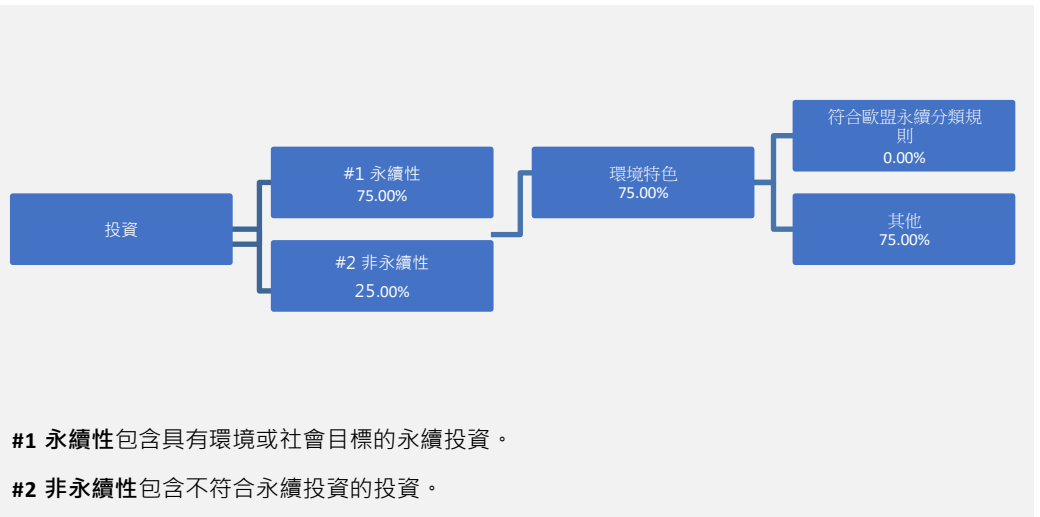 投資
#1 永續性
75.00%
#2 非永續性
25.00%
環境特色
75.00%
符合歐盟永續分類規
則
0.00%
其他
75.00%
#1 永續性包含具有環境或社會目標的永續投資。
#2 非永續性包含不符合永續投資的投資。